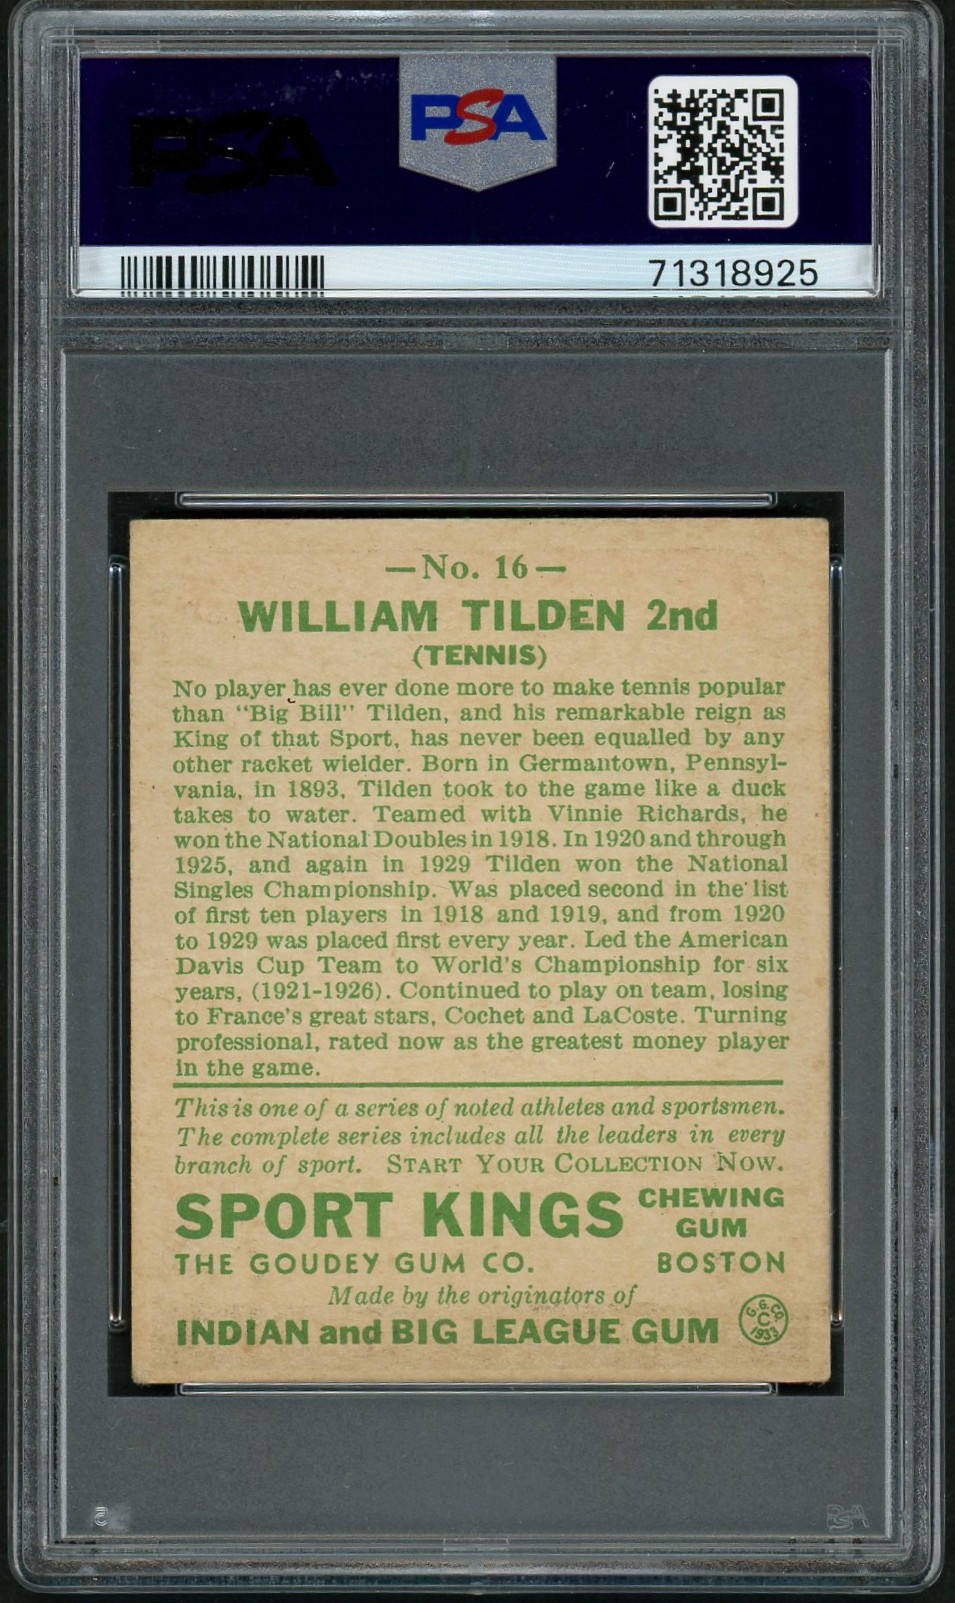 PSA
PSA
71318925
—No. 16—
WILLIAM TILDEN 2nd
(TENNIS)
No player has ever done more to make tennis popular
than "Big Bill" Tilden, and his remarkable reign as
King of that Sport, has never been equalled by any
other racket wielder. Born in Germantown, Pennsyl-
vania, in 1893, Tilden took to the game like a duck
takes to water. Teamed with Vinnie Richards, he
won the National Doubles in 1918. In 1920 and through
1925, and again in 1929 Tilden won the National
Singles Championship. Was placed second in the list
of first ten players in 1918 and 1919, and from 1920
to 1929 was placed first every year. Led the American
Davis Cup Team to World's Championship for six
years, (1921-1926). Continued to play on team, losing
to France's great stars, Cochet and LaCoste. Turning
professional, rated now as the greatest money player
in the game.
This is one of a series of noted athletes and sportsmen.
The complete series includes all the leaders in every
branch of sport. START YOUR COLLECTION NOW.
SPORT KINGS CHEWING GUM
THE GOUDEY GUM CO. BOSTON
Made by the originators of
INDIAN and BIG LEAGUE GUM
G.G.CO.
C
1933
PSA